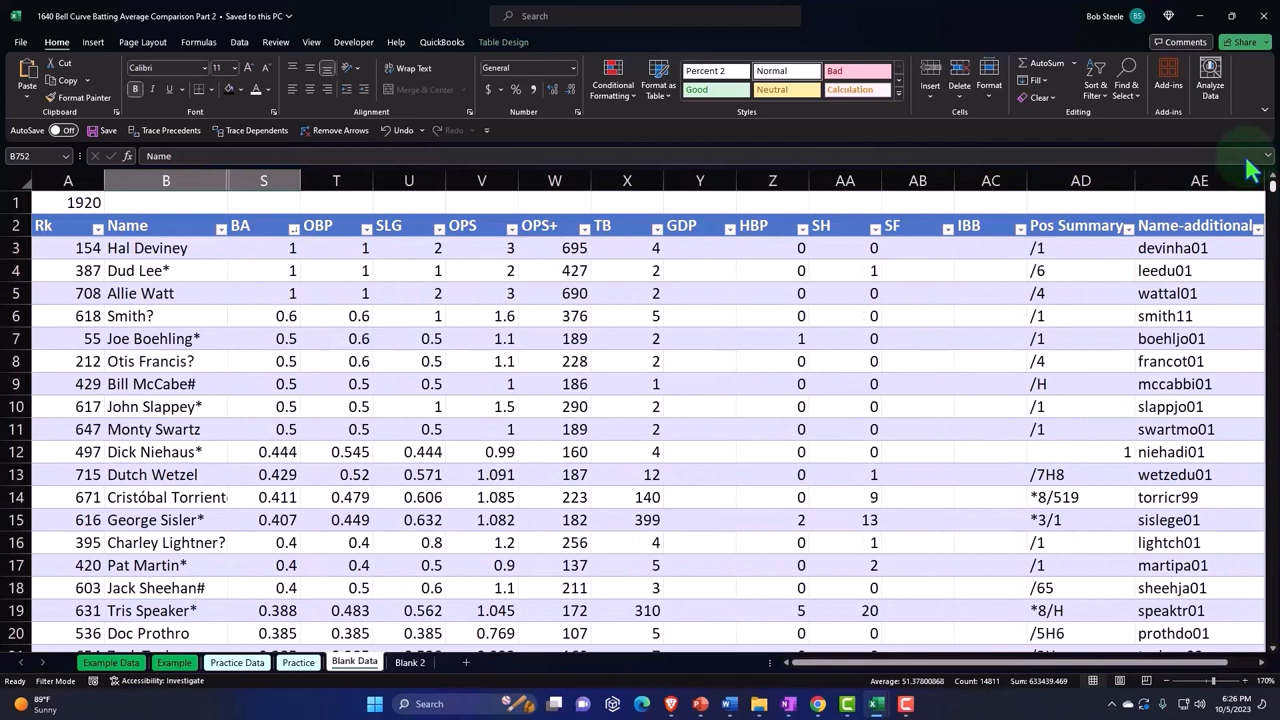 1640 Bell Curve Batting Average Comparison Part 2 • Saved to this PC
Search
Bob Steele BS
File Home Insert Page Layout Formulas Data Review View Developer Help QuickBooks Table Design Comments Share
Paste Cut Copy Format Painter Clipboard
Calibri 11 B I U A Font
Wrap Text Merge & Center Alignment
General $ % Number
Conditional Formatting Format as Table
Percent 2 Normal Bad
Good Neutral Calculation
Styles
Insert Delete Format Cells
AutoSum Fill Clear Sort & Filter Find & Select Editing
Add-ins Add-ins
Analyze Data
AutoSave Off Save Trace Precedents Trace Dependents Remove Arrows Undo Redo
B752 fx Name
A B S T U V W X Y Z AA AB AC AD AE
1 1920
2 Rk Name BA OBP SLG OPS OPS+ TB GDP HBP SH SF IBB Pos Summary Name-additional
3 154 Hal Deviney 1 1 2 3 695 4 0 0 /1 devinha01
4 387 Dud Lee* 1 1 1 2 427 2 0 1 /6 leedu01
5 708 Allie Watt 1 1 2 3 690 2 0 0 /4 wattal01
6 618 Smith? 0.6 0.6 1 1.6 376 5 0 0 /1 smith11
7 55 Joe Boehling* 0.5 0.6 0.5 1.1 189 2 1 0 /1 boehljo01
8 212 Otis Francis? 0.5 0.6 0.5 1.1 228 2 0 0 /4 francot01
9 429 Bill McCabe# 0.5 0.5 0.5 1 186 1 0 0 /H mccabbi01
10 617 John Slappey* 0.5 0.5 1 1.5 290 2 0 0 /1 slappjo01
11 647 Monty Swartz 0.5 0.5 0.5 1 189 3 0 0 /1 swartmo01
12 497 Dick Niehaus* 0.444 0.545 0.444 0.99 160 4 0 0 1 niehadi01
13 715 Dutch Wetzel 0.429 0.52 0.571 1.091 187 12 0 1 /7H8 wetzedu01
14 671 Cristóbal Torriente 0.411 0.479 0.606 1.085 223 140 0 9 *8/519 torricr99
15 616 George Sisler* 0.407 0.449 0.632 1.082 182 399 2 13 *3/1 sislege01
16 395 Charley Lightner? 0.4 0.4 0.8 1.2 256 4 0 1 /1 lightch01
17 420 Pat Martin* 0.4 0.4 0.5 0.9 137 5 0 2 /1 martipa01
18 603 Jack Sheehan# 0.4 0.5 0.6 1.1 211 3 0 0 /65 sheehja01
19 631 Tris Speaker* 0.388 0.483 0.562 1.045 172 310 5 20 *8/H speaktr01
20 536 Doc Prothro 0.385 0.385 0.385 0.769 107 5 0 0 /5H6 prothdo01
Example Data Example Practice Data Practice Blank Data Blank 2
Ready Filter Mode Accessibility: Investigate Average: 51.37800868 Count: 14811 Sum: 633439.469 170%
89°F
Sunny
Search
6:26 PM
10/5/2023